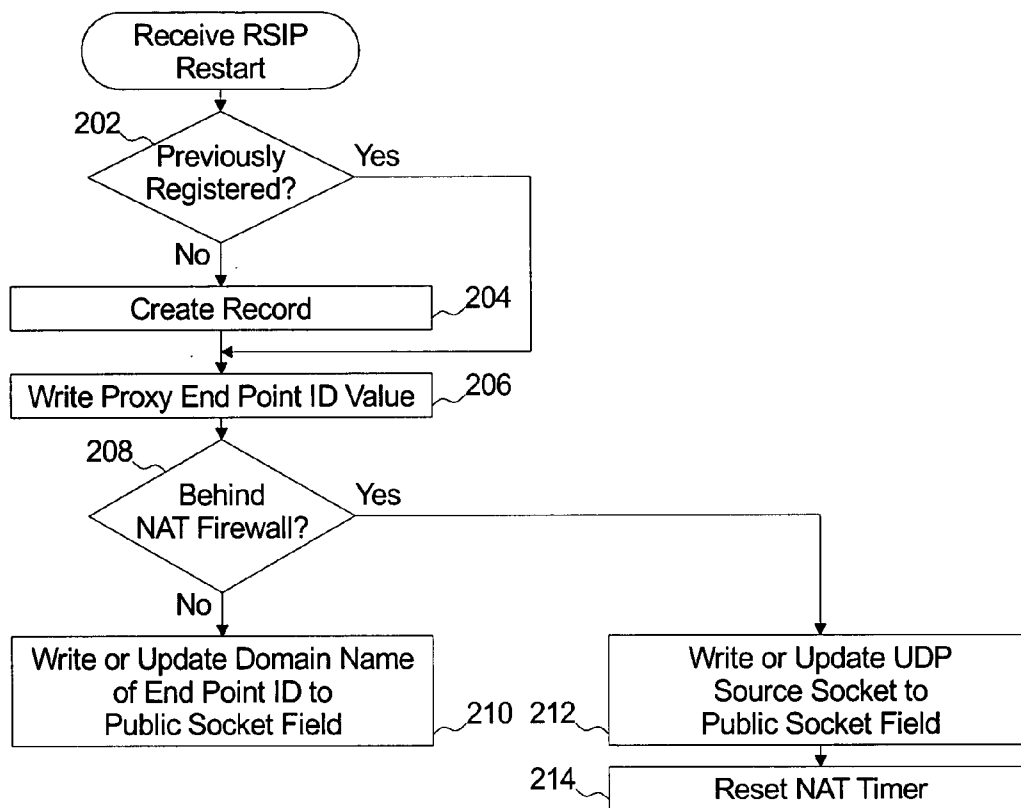 Receive RSIP
Restart
202
Previously
Registered?
Yes
No
Create Record
204
Write Proxy End Point ID Value
206
208
Behind
NAT Firewall?
Yes
No
Write or Update Domain Name
of End Point ID to
Public Socket Field
210
212
Write or Update UDP
Source Socket to
Public Socket Field
214
Reset NAT Timer